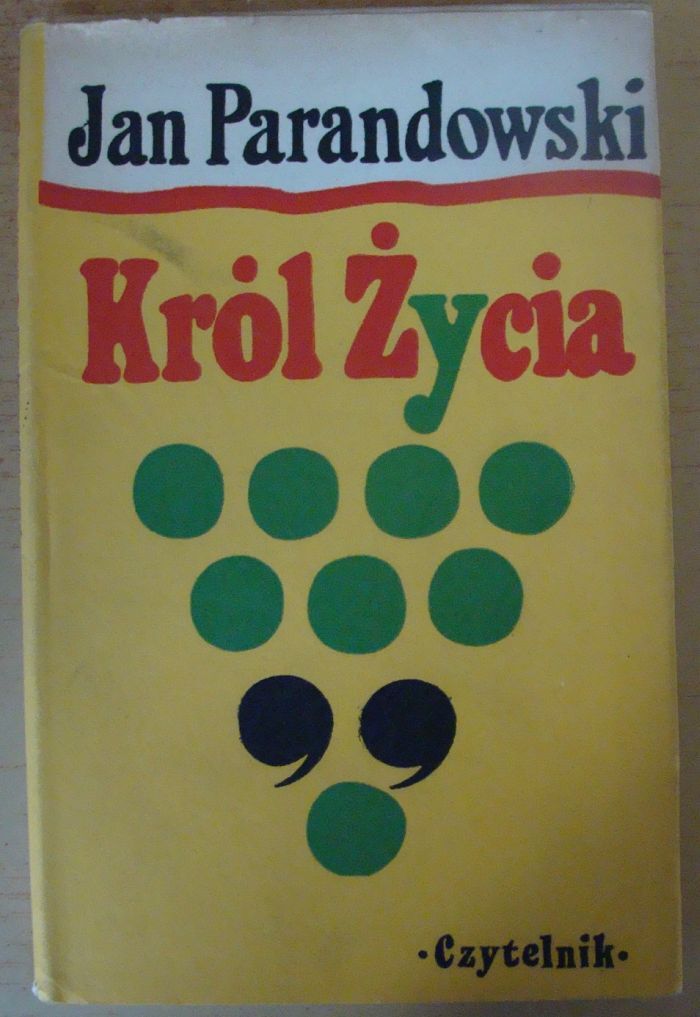 Jan Parandowski
Król Życia
,,
·Czytelnik·